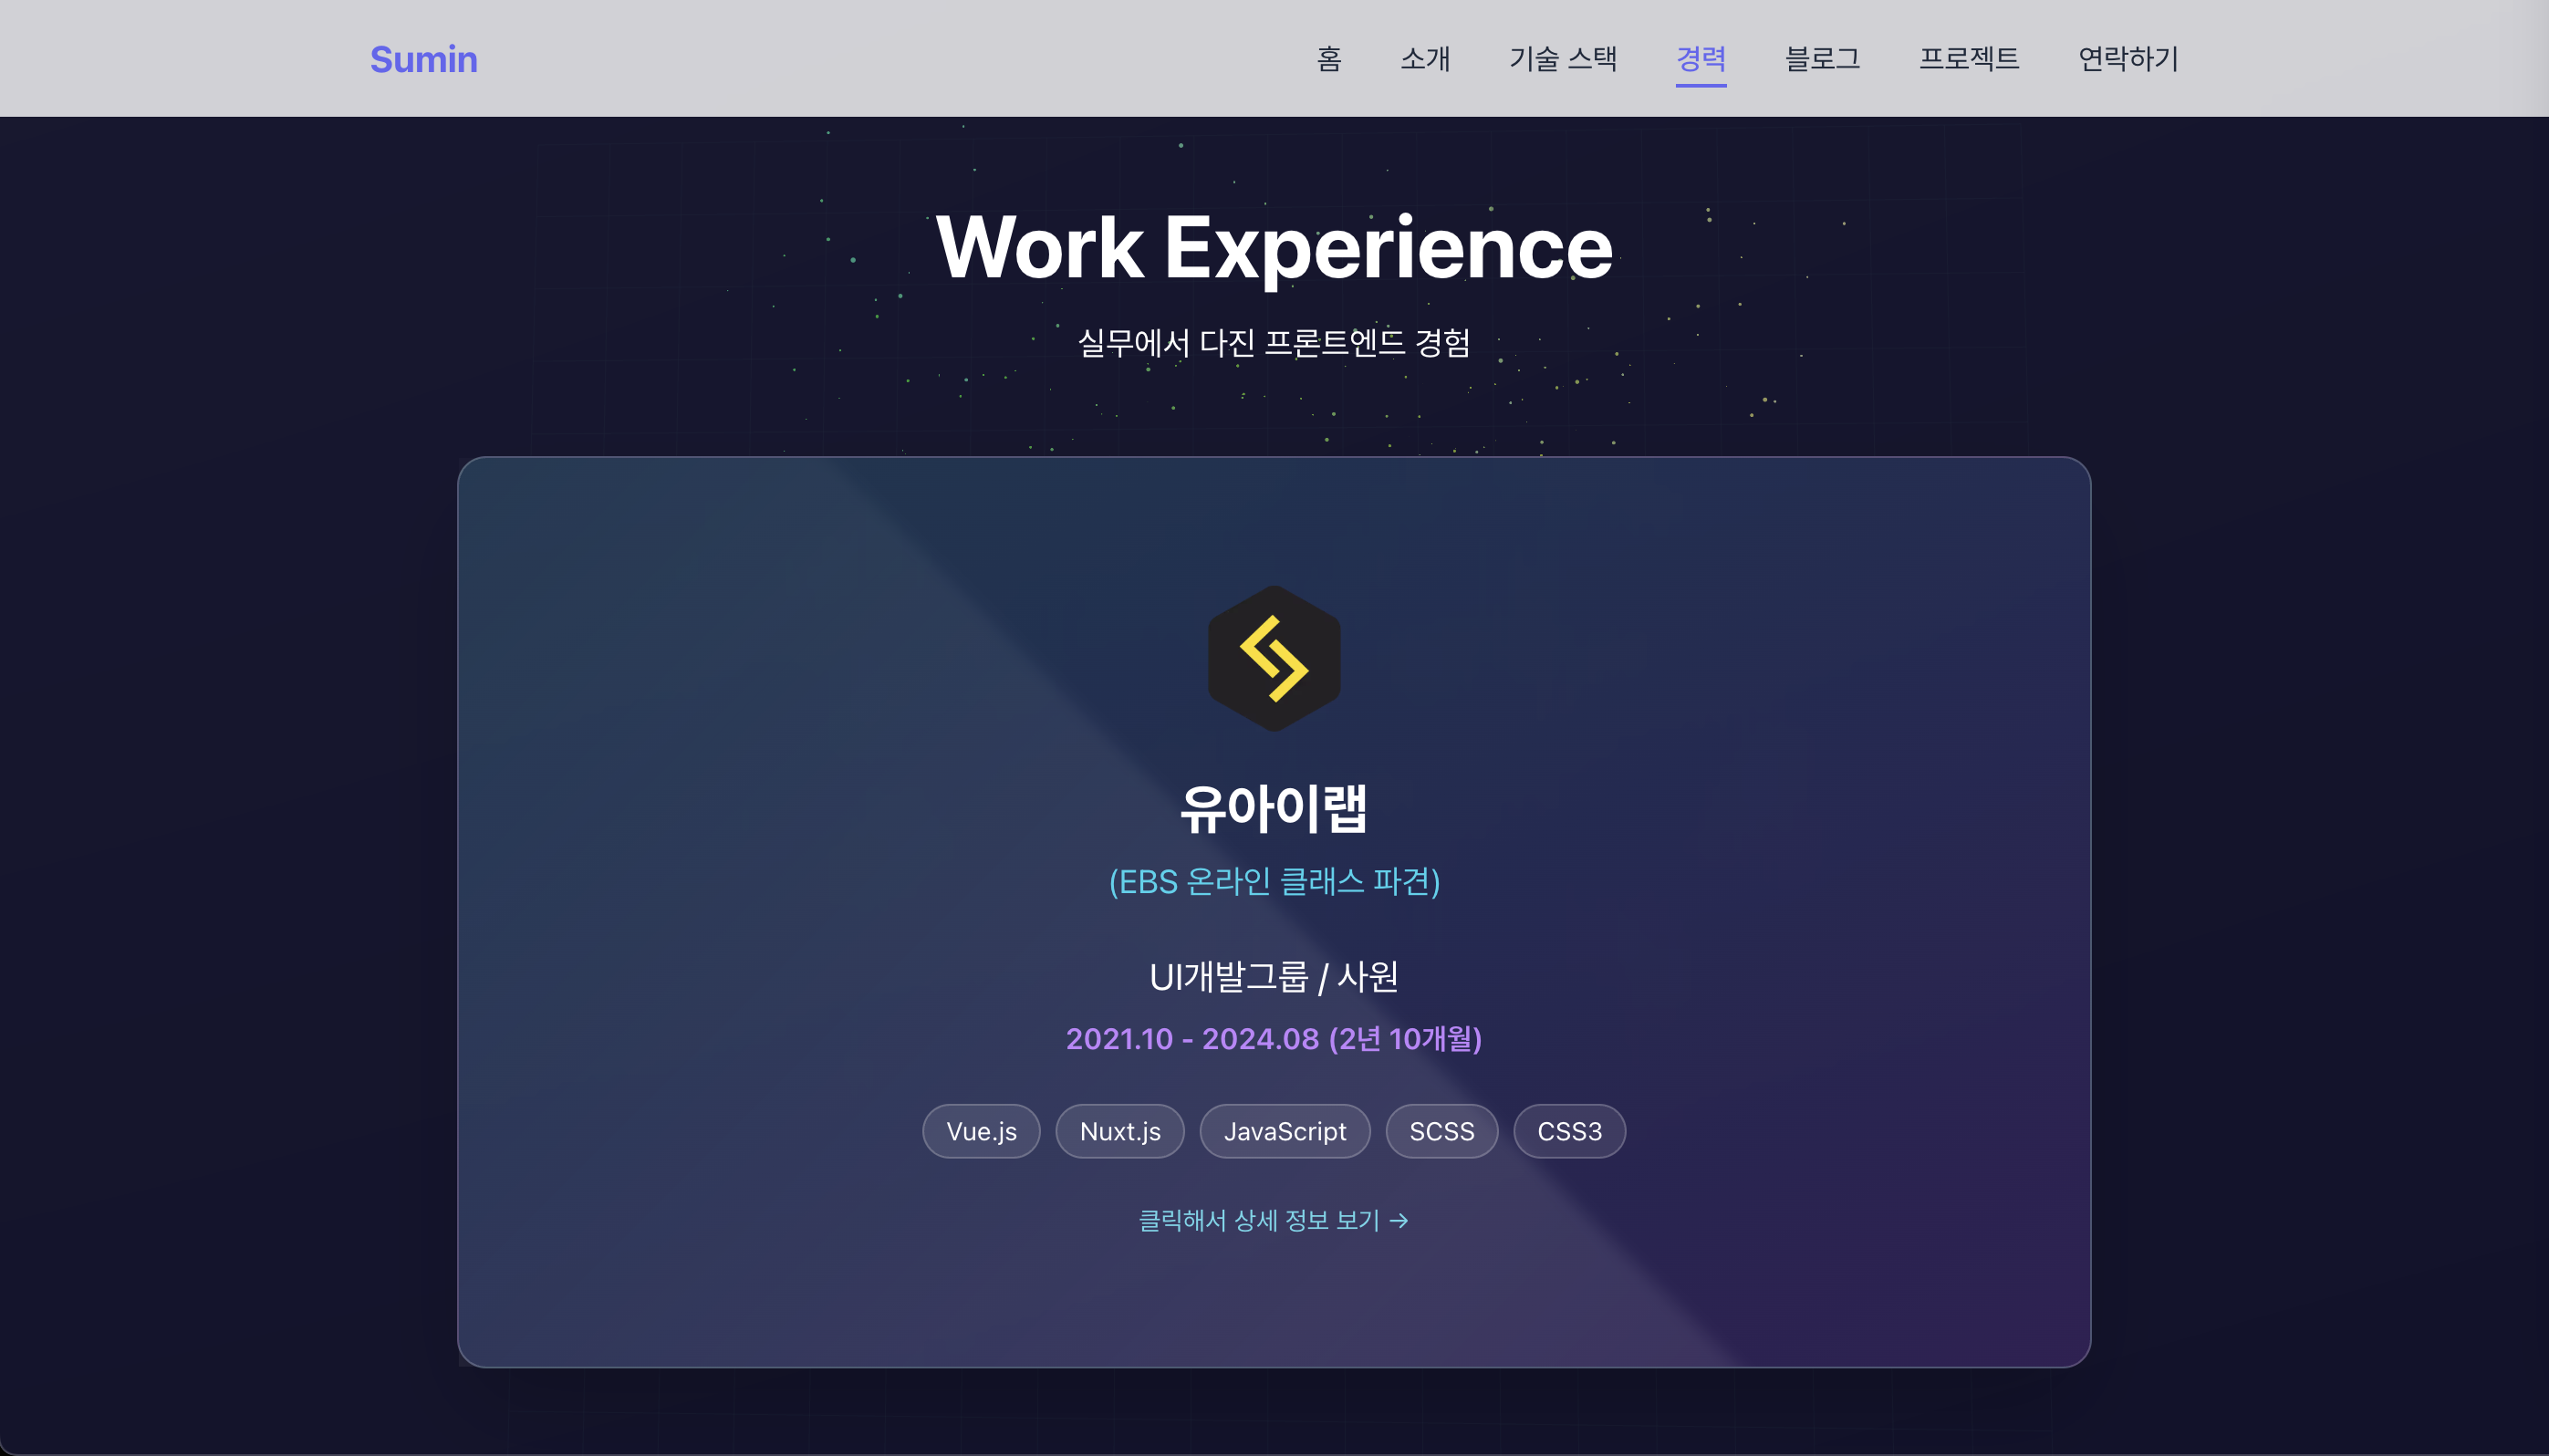 Sumin
홈 소개 기술 스택 경력 블로그 프로젝트 연락하기
Work Experience
실무에서 다진 프론트엔드 경험
유아이랩
(EBS 온라인 클래스 파견)
UI개발그룹 / 사원
2021.10 - 2024.08 (2년 10개월)
Vue.js Nuxt.js JavaScript SCSS CSS3
클릭해서 상세 정보 보기 →